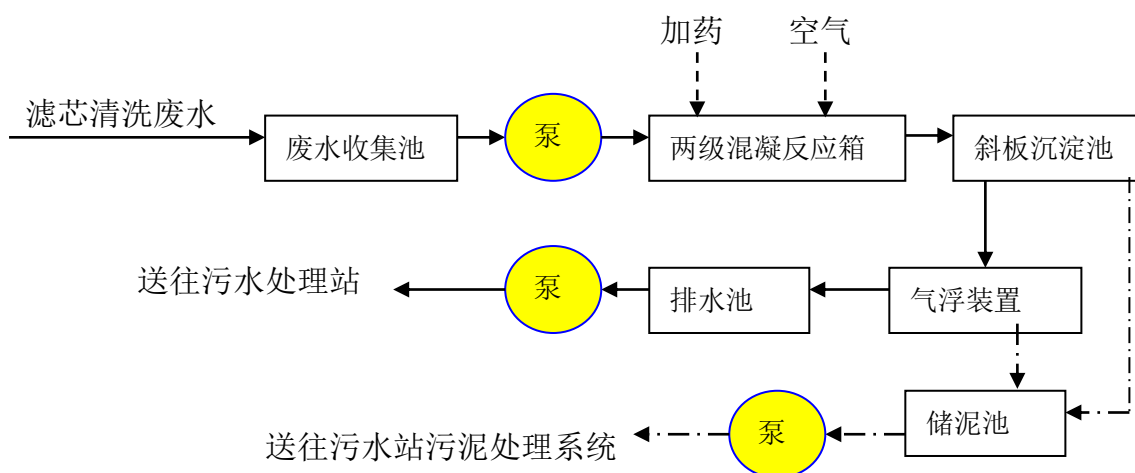 加药
空气
滤芯清洗废水
废水收集池
泵
两级混凝反应箱
斜板沉淀池
送往污水处理站
泵
排水池
气浮装置
储泥池
送往污水站污泥处理系统
泵